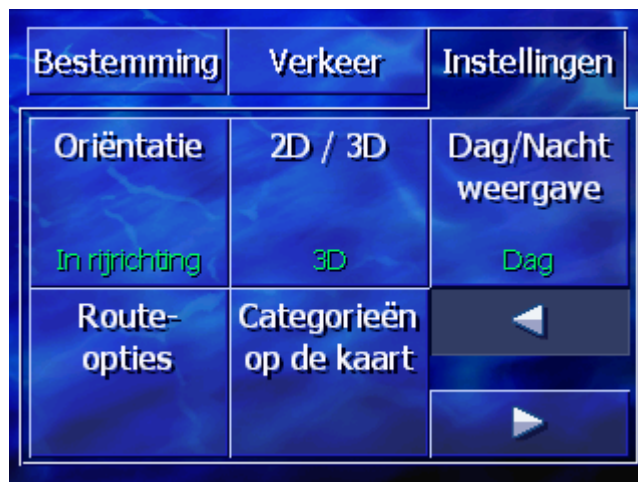 Bestemming Verkeer Instellingen
Oriëntatie 2D / 3D Dag/Nacht
weergave
In rijrichting 3D Dag
Route- Categorieën
opties op de kaart